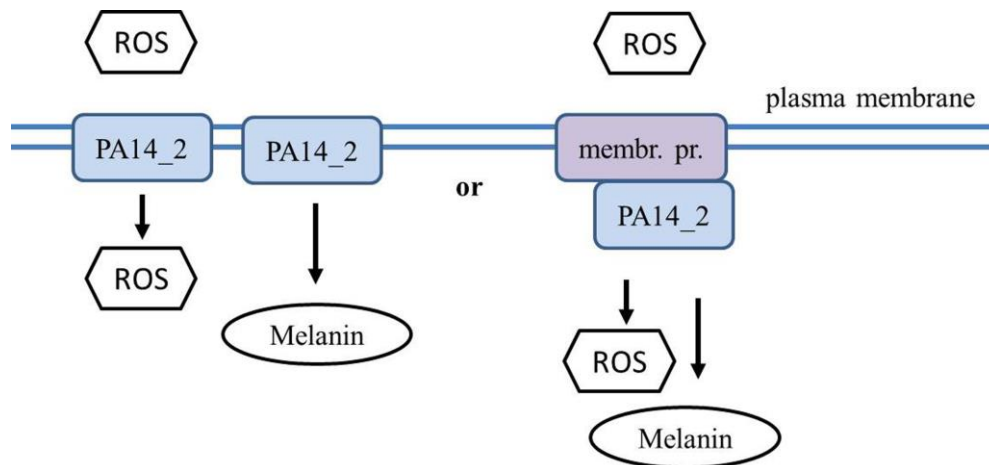 ROS
ROS
plasma membrane
PA14_2
PA14_2
membr. pr.
or
PA14_2
ROS
Melanin
ROS
Melanin